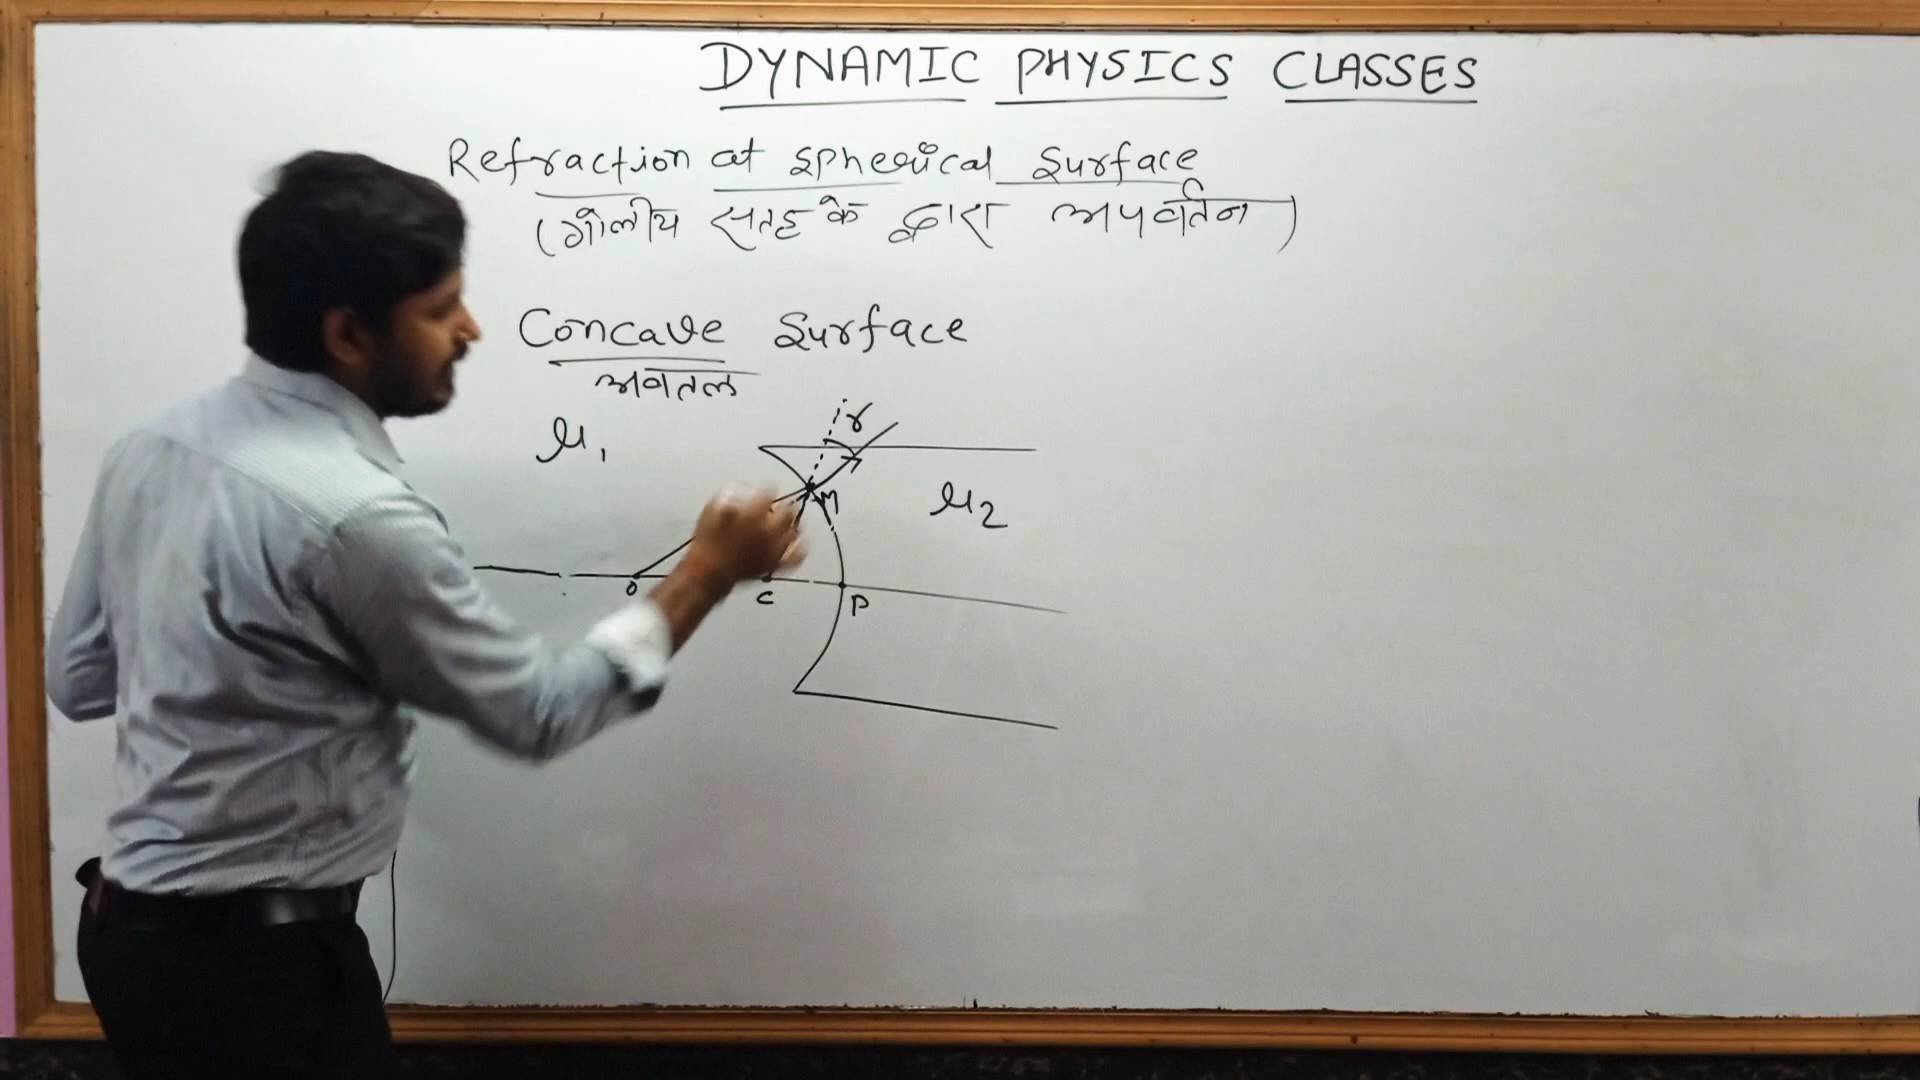 DYNAMIC PHYSICS CLASSES
Refraction at spherical surface
(गोलीय सतह के द्वारा अपवर्तन)
Concave surface
अवतल
r
μ1
M
μ2
O
C
P